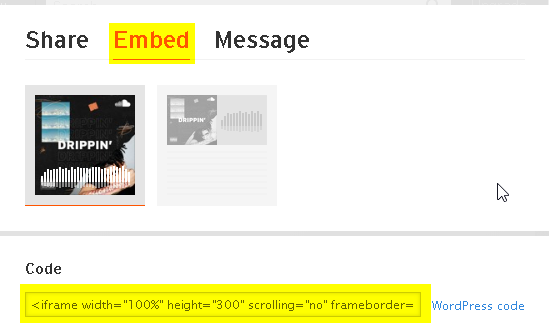 Share Embed Message
DRIPPIN'
DRIPPIN'
Code
<iframe width="100%" height="300" scrolling="no" frameborder= WordPress code